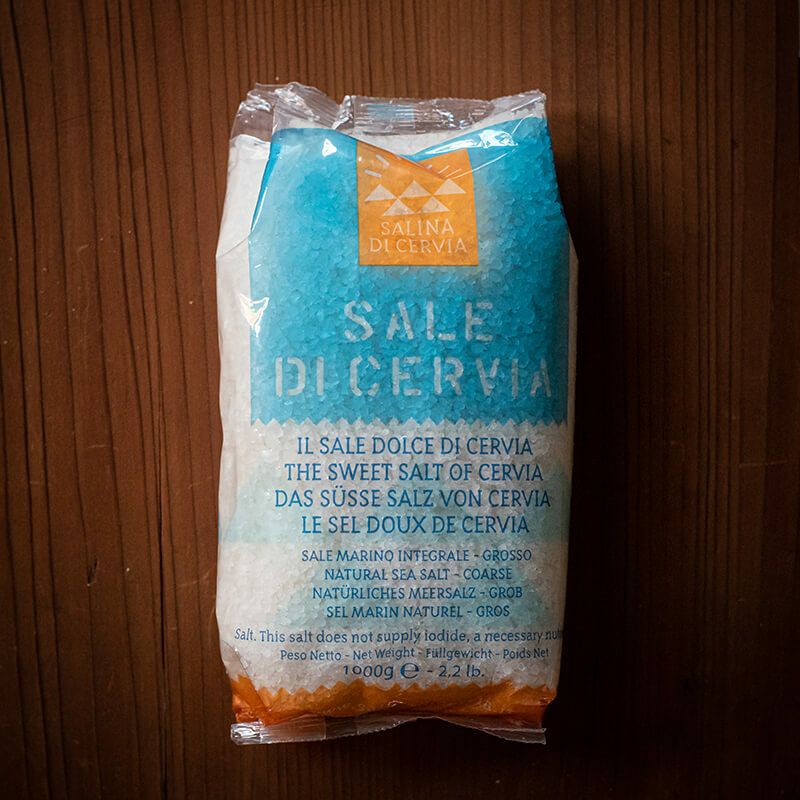 SALINA
DI CERVIA
SALE
DI CERVIA
IL SALE DOLCE DI CERVIA
THE SWEET SALT OF CERVIA
DAS SÜSSE SALZ VON CERVIA
LE SEL DOUX DE CERVIA
SALE MARINO INTEGRALE - GROSSO
NATURAL SEA SALT - COARSE
NATÜRLICHES MEERSALZ - GROB
SEL MARIN NATUREL - GROS
Salt. This salt does not supply iodide, a necessary
Peso Netto - Net Weight - Füllgewicht - Poids Net
1000g ℮ - 2.2 lb.